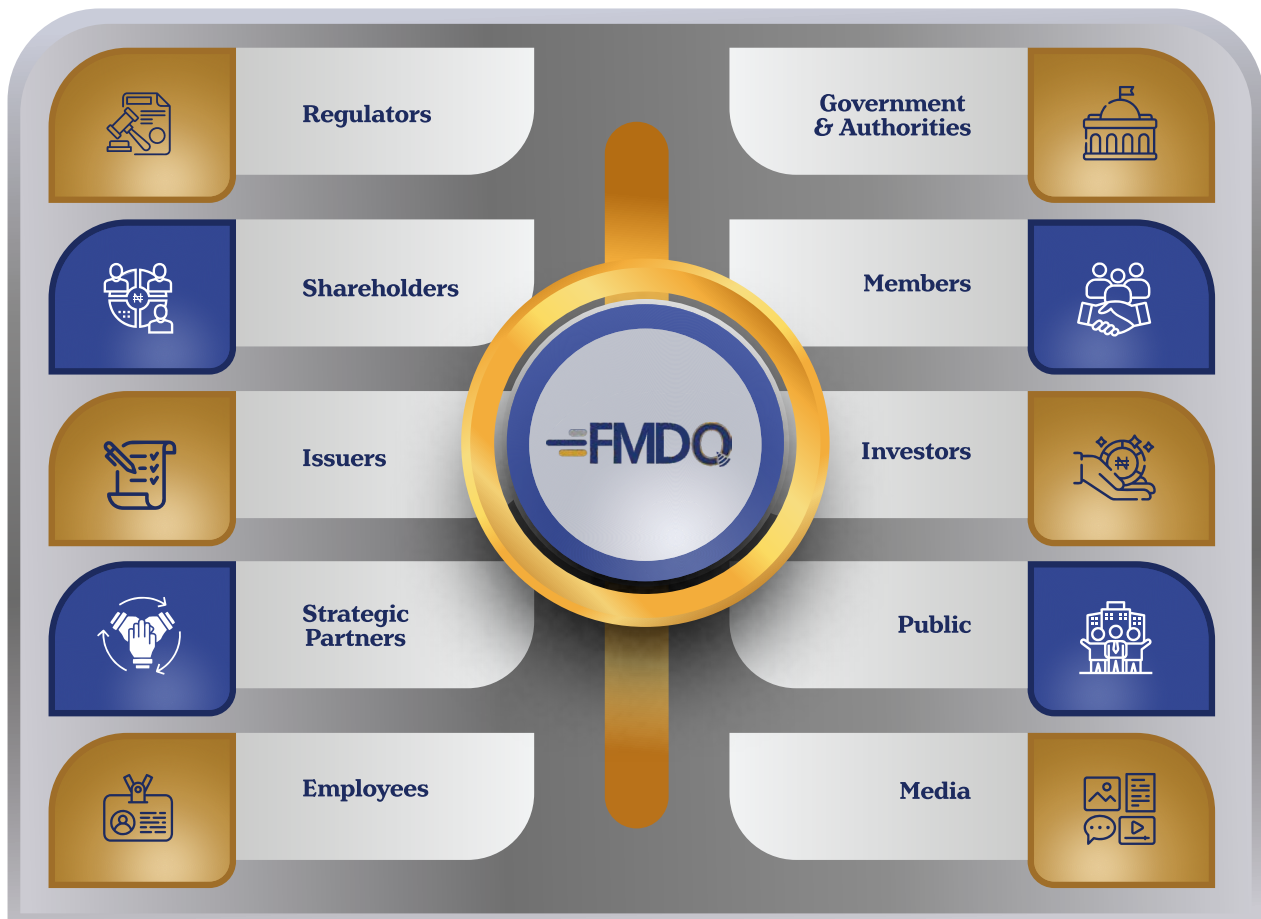 Regulators
Government
& Authorities
Shareholders
Members
FMDQ
Issuers
Investors
Strategic
Partners
Public
Employees
Media